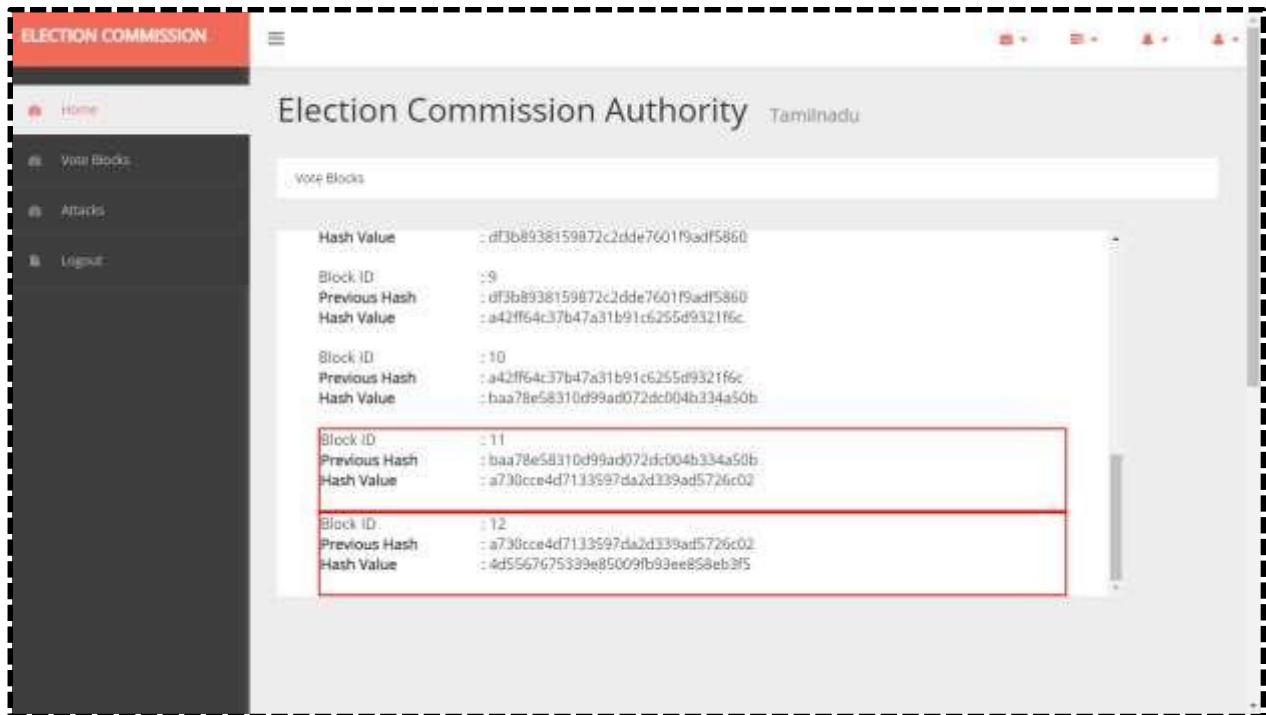 ELECTION COMMISSION
Home
Vote Blocks
Attacks
Logout
Election Commission Authority Tamilnadu
Vote Blocks
Hash Value : df3b8938159872c2dde7601f9adf5860
Block ID : 9
Previous Hash : df3b8938159872c2dde7601f9adf5860
Hash Value : a42ff64c37b47a31b91c6255d9321f6c
Block ID : 10
Previous Hash : a42ff64c37b47a31b91c6255d9321f6c
Hash Value : baa78e58310d99ad072dc004b334a50b
Block ID : 11
Previous Hash : baa78e58310d99ad072dc004b334a50b
Hash Value : a730cce4d7133597da2d339ad5726c02
Block ID : 12
Previous Hash : a730cce4d7133597da2d339ad5726c02
Hash Value : 4d5567675339e85009fb93ee858eb3f5